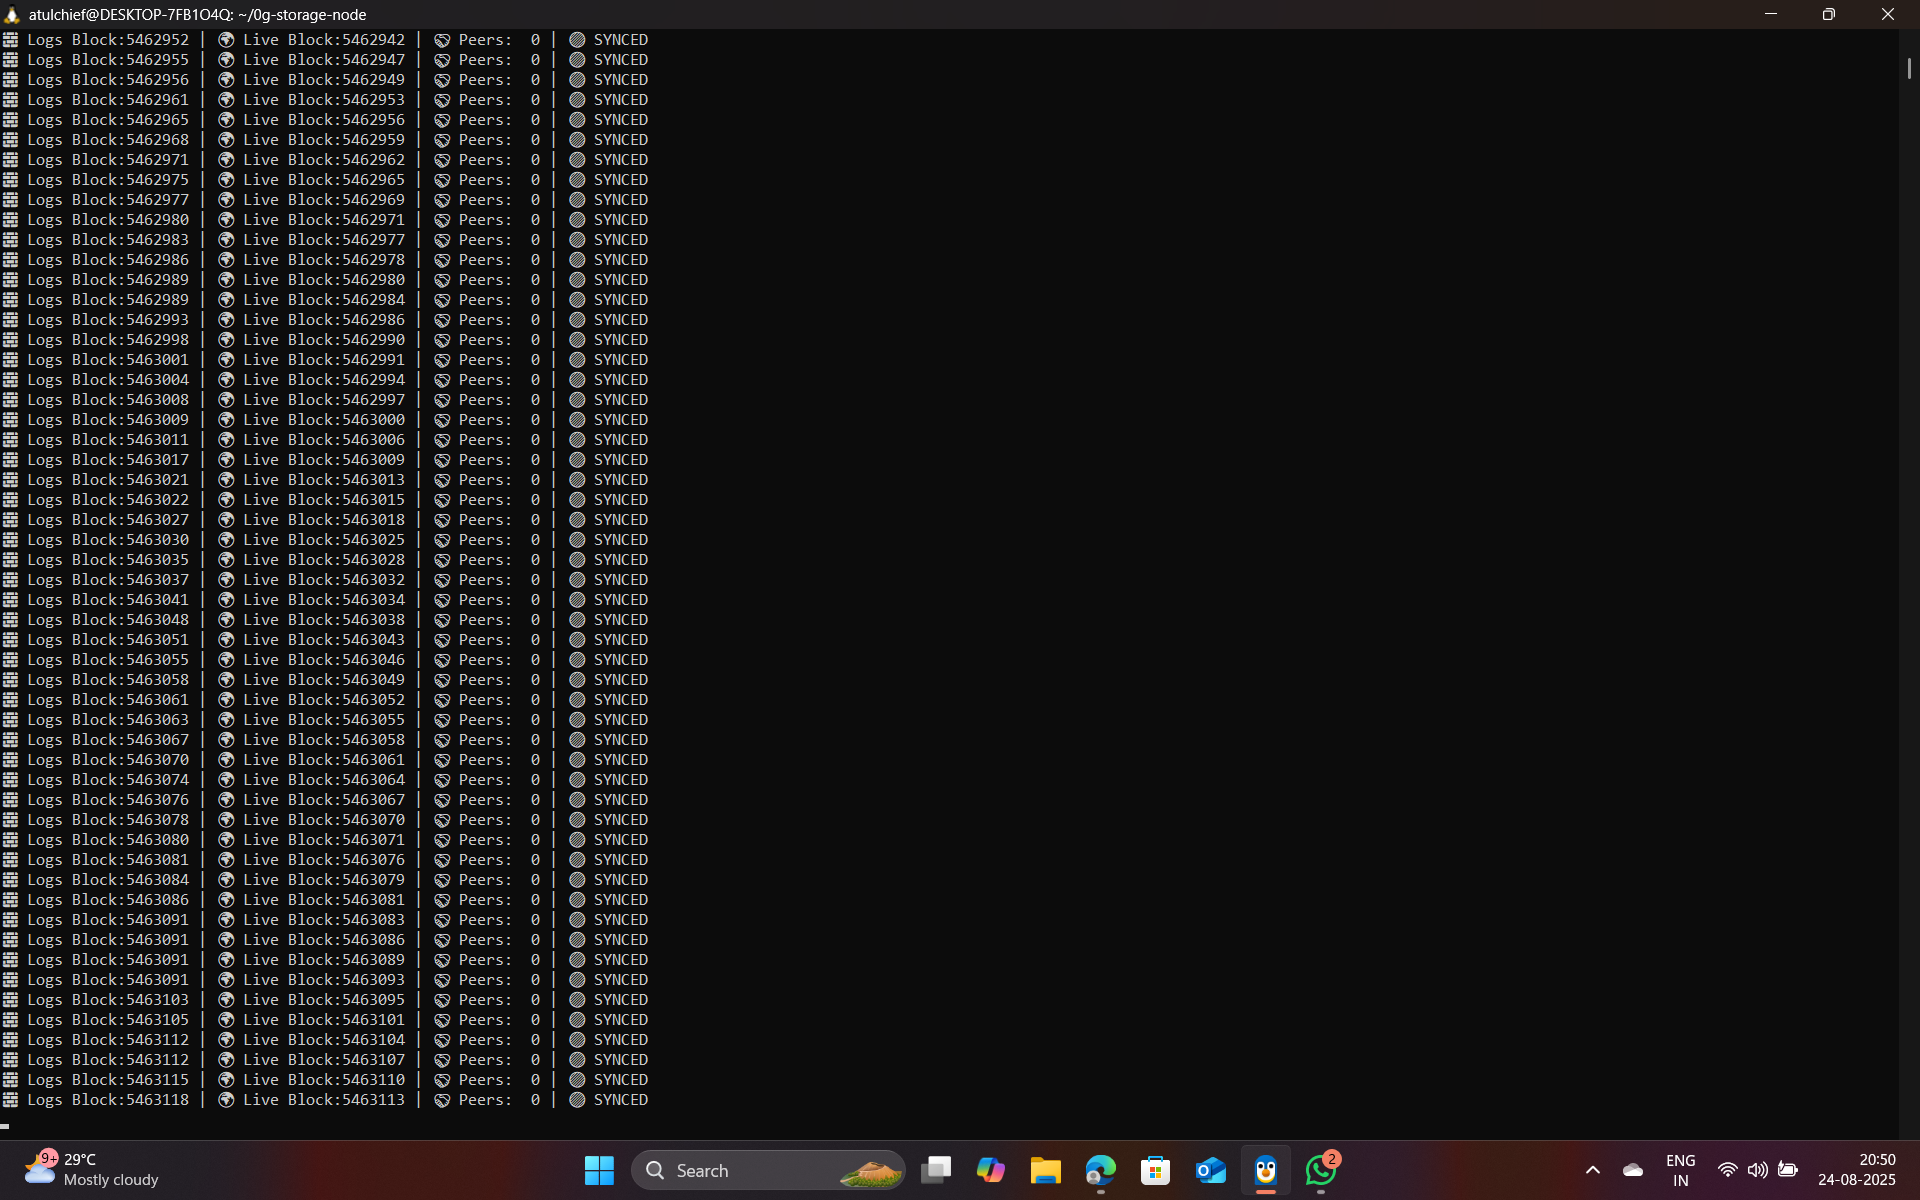 atulchief@DESKTOP-7FB1O4Q: ~/0g-storage-node
Logs Block:5462952 | Live Block:5462942 | Peers: 0 | SYNCED
Logs Block:5462955 | Live Block:5462947 | Peers: 0 | SYNCED
Logs Block:5462956 | Live Block:5462949 | Peers: 0 | SYNCED
Logs Block:5462961 | Live Block:5462953 | Peers: 0 | SYNCED
Logs Block:5462965 | Live Block:5462956 | Peers: 0 | SYNCED
Logs Block:5462968 | Live Block:5462959 | Peers: 0 | SYNCED
Logs Block:5462971 | Live Block:5462962 | Peers: 0 | SYNCED
Logs Block:5462975 | Live Block:5462965 | Peers: 0 | SYNCED
Logs Block:5462977 | Live Block:5462969 | Peers: 0 | SYNCED
Logs Block:5462980 | Live Block:5462971 | Peers: 0 | SYNCED
Logs Block:5462983 | Live Block:5462977 | Peers: 0 | SYNCED
Logs Block:5462986 | Live Block:5462978 | Peers: 0 | SYNCED
Logs Block:5462989 | Live Block:5462980 | Peers: 0 | SYNCED
Logs Block:5462989 | Live Block:5462984 | Peers: 0 | SYNCED
Logs Block:5462993 | Live Block:5462986 | Peers: 0 | SYNCED
Logs Block:5462998 | Live Block:5462990 | Peers: 0 | SYNCED
Logs Block:5463001 | Live Block:5462991 | Peers: 0 | SYNCED
Logs Block:5463004 | Live Block:5462994 | Peers: 0 | SYNCED
Logs Block:5463008 | Live Block:5462997 | Peers: 0 | SYNCED
Logs Block:5463009 | Live Block:5463000 | Peers: 0 | SYNCED
Logs Block:5463011 | Live Block:5463006 | Peers: 0 | SYNCED
Logs Block:5463017 | Live Block:5463009 | Peers: 0 | SYNCED
Logs Block:5463021 | Live Block:5463013 | Peers: 0 | SYNCED
Logs Block:5463022 | Live Block:5463015 | Peers: 0 | SYNCED
Logs Block:5463027 | Live Block:5463018 | Peers: 0 | SYNCED
Logs Block:5463030 | Live Block:5463025 | Peers: 0 | SYNCED
Logs Block:5463035 | Live Block:5463028 | Peers: 0 | SYNCED
Logs Block:5463037 | Live Block:5463032 | Peers: 0 | SYNCED
Logs Block:5463041 | Live Block:5463034 | Peers: 0 | SYNCED
Logs Block:5463048 | Live Block:5463038 | Peers: 0 | SYNCED
Logs Block:5463051 | Live Block:5463043 | Peers: 0 | SYNCED
Logs Block:5463055 | Live Block:5463046 | Peers: 0 | SYNCED
Logs Block:5463058 | Live Block:5463049 | Peers: 0 | SYNCED
Logs Block:5463061 | Live Block:5463052 | Peers: 0 | SYNCED
Logs Block:5463063 | Live Block:5463055 | Peers: 0 | SYNCED
Logs Block:5463067 | Live Block:5463058 | Peers: 0 | SYNCED
Logs Block:5463070 | Live Block:5463061 | Peers: 0 | SYNCED
Logs Block:5463074 | Live Block:5463064 | Peers: 0 | SYNCED
Logs Block:5463076 | Live Block:5463067 | Peers: 0 | SYNCED
Logs Block:5463078 | Live Block:5463070 | Peers: 0 | SYNCED
Logs Block:5463080 | Live Block:5463071 | Peers: 0 | SYNCED
Logs Block:5463081 | Live Block:5463076 | Peers: 0 | SYNCED
Logs Block:5463084 | Live Block:5463079 | Peers: 0 | SYNCED
Logs Block:5463086 | Live Block:5463081 | Peers: 0 | SYNCED
Logs Block:5463091 | Live Block:5463083 | Peers: 0 | SYNCED
Logs Block:5463091 | Live Block:5463086 | Peers: 0 | SYNCED
Logs Block:5463091 | Live Block:5463089 | Peers: 0 | SYNCED
Logs Block:5463091 | Live Block:5463093 | Peers: 0 | SYNCED
Logs Block:5463103 | Live Block:5463095 | Peers: 0 | SYNCED
Logs Block:5463105 | Live Block:5463101 | Peers: 0 | SYNCED
Logs Block:5463112 | Live Block:5463104 | Peers: 0 | SYNCED
Logs Block:5463112 | Live Block:5463107 | Peers: 0 | SYNCED
Logs Block:5463115 | Live Block:5463110 | Peers: 0 | SYNCED
Logs Block:5463118 | Live Block:5463113 | Peers: 0 | SYNCED
9+
29°C
Mostly cloudy
Search
2
ENG
IN
20:50
24-08-2025